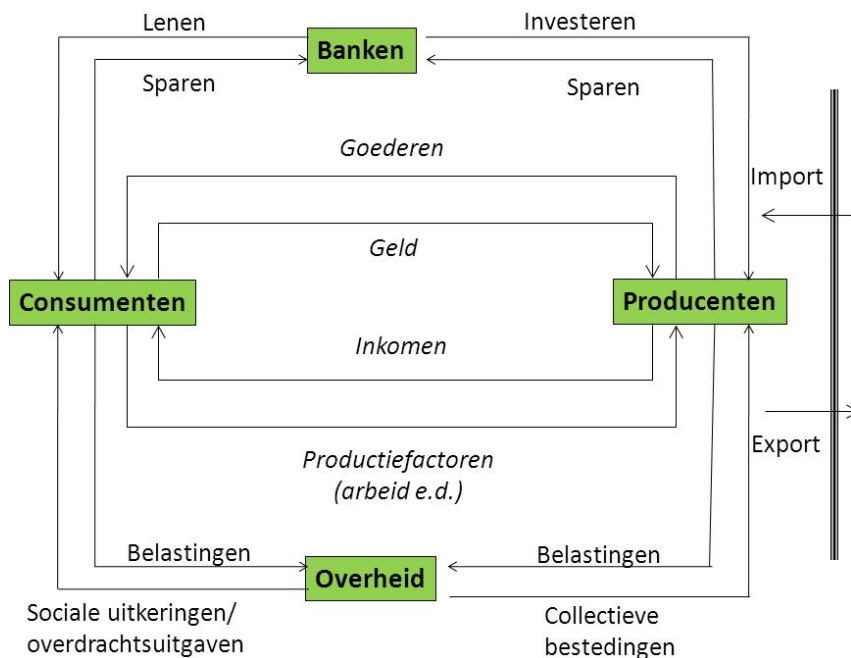 Lenen
Investeren
Banken
Sparen
Sparen
Goederen
Import
Geld
Consumenten
Producenten
Inkomen
Export
Productiefactoren
(arbeid e.d.)
Belastingen
Belastingen
Overheid
Sociale uitkeringen/
overdrachtsuitgaven
Collectieve
bestedingen